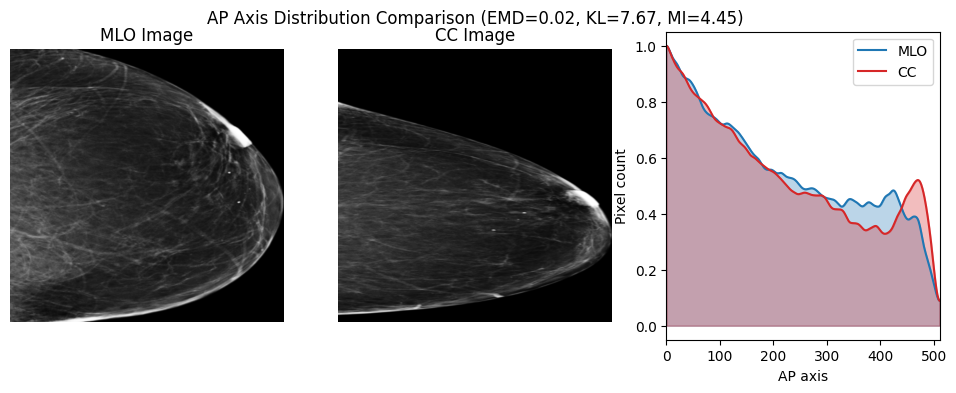 AP Axis Distribution Comparison (EMD=0.02, KL=7.67, MI=4.45)
MLO Image
CC Image
MLO
CC
1.0
0.8
0.6
0.4
0.2
0.0
Pixel count
0 100 200 300 400 500
AP axis